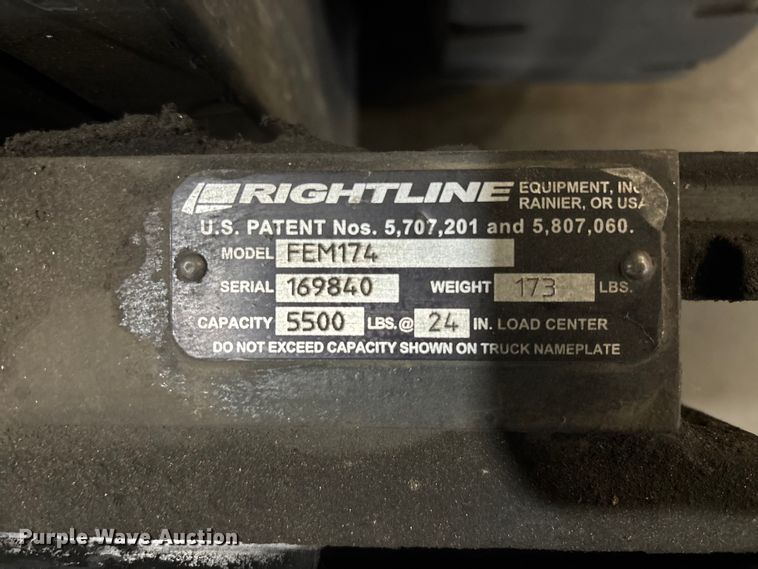 RIGHTLINE EQUIPMENT, INC
RAINIER, OR USA
U.S. PATENT Nos. 5,707,201 and 5,807,060.
MODEL FEM174
SERIAL 169840 WEIGHT 173 LBS.
CAPACITY 5500 LBS.@ 24 IN. LOAD CENTER
DO NOT EXCEED CAPACITY SHOWN ON TRUCK NAMEPLATE
Purple Wave Auction